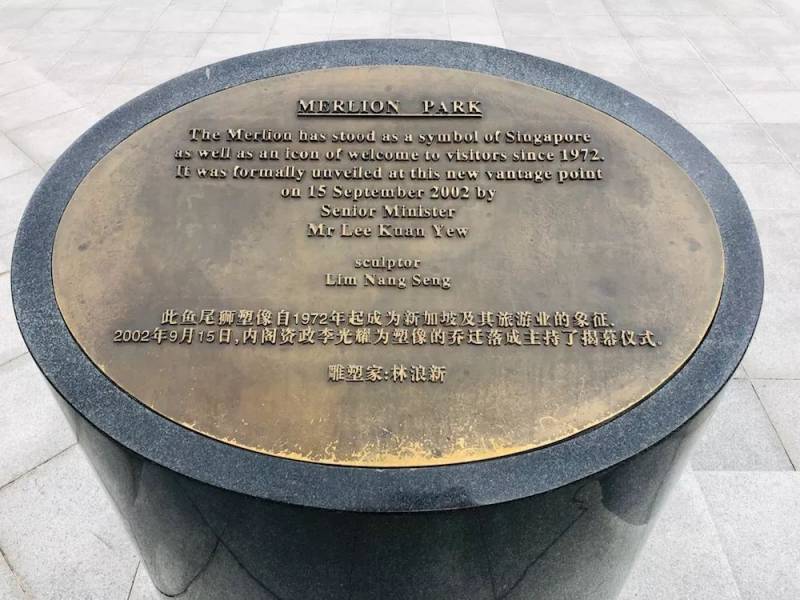 MERLION PARK
The Merlion has stood as a symbol of Singapore
as well as an icon of welcome to visitors since 1972.
It was formally unveiled at this new vantage point
on 15 September 2002 by
Senior Minister
Mr Lee Kuan Yew
sculptor
Lim Nang Seng
此鱼尾狮塑像自1972年起成为新加坡及其旅游业的象征.
2002年9月15日,内阁资政李光耀为塑像的乔迁落成主持了揭幕仪式.
雕塑家:林浪新